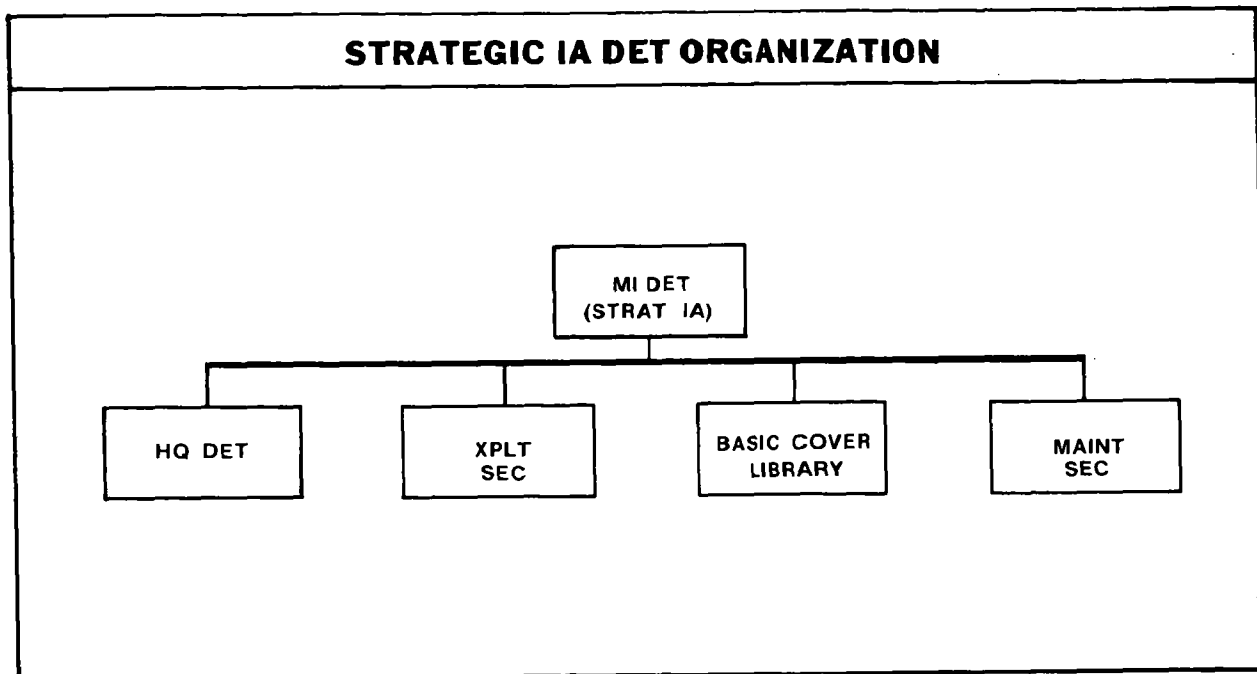 STRATEGIC IA DET ORGANIZATION
MI DET
(STRAT IA)
HQ DET
XPLT
SEC
BASIC COVER
LIBRARY
MAINT
SEC